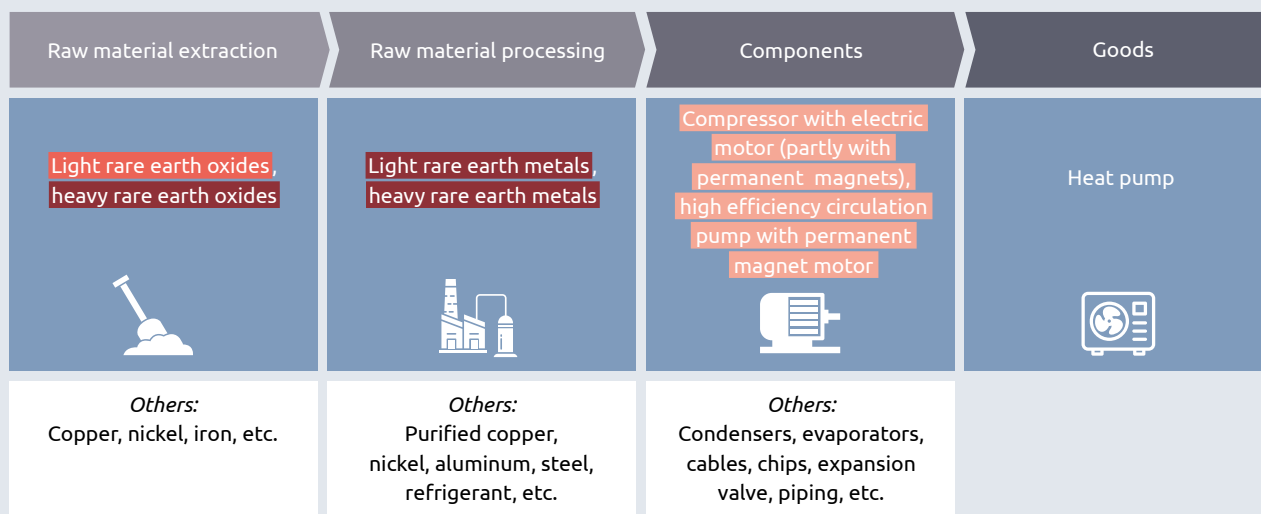 Raw material extraction
Raw material processing
Components
Goods
Light rare earth oxides,
heavy rare earth oxides
Light rare earth metals,
heavy rare earth metals
Compressor with electric
motor (partly with
permanent magnets),
high efficiency circulation
pump with permanent
magnet motor
Heat pump
Others:
Copper, nickel, iron, etc.
Others:
Purified copper,
nickel, aluminum, steel,
refrigerant, etc.
Others:
Condensers, evaporators,
cables, chips, expansion
valve, piping, etc.